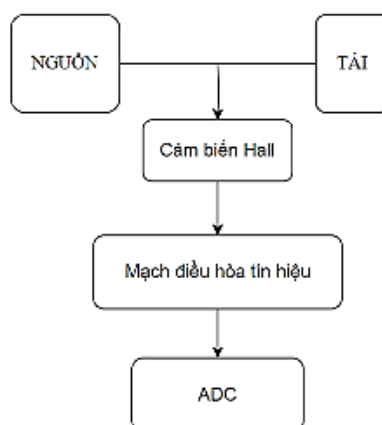 NGUỒN
TẢI
Cảm biến Hall
Mạch điều hòa tín hiệu
ADC